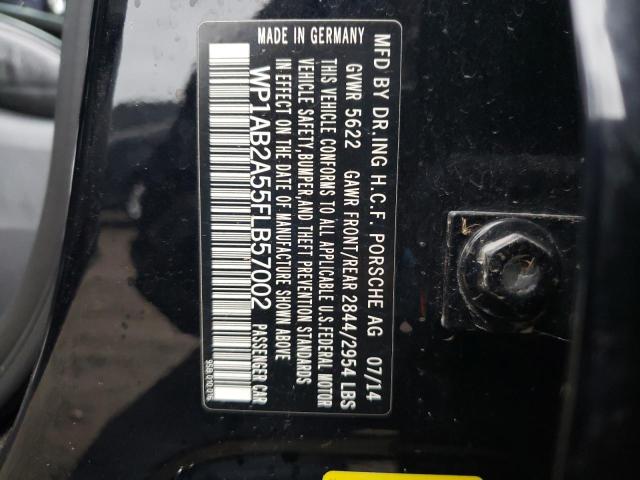 MFD BY DR.ING H.C.F. PORSCHE AG 07/14
GVWR 5622 GAWR FRONT/REAR 2844/2954 LBS
THIS VEHICLE CONFORMS TO ALL APPLICABLE U.S.FEDERAL MOTOR
VEHICLE SAFETY,BUMPER,AND THEFT PREVENTION STANDARDS
IN EFFECT ON THE DATE OF MANUFACTURE SHOWN ABOVE
WP1AB2A55FLB57002 PASSENGER CAR
MADE IN GERMANY